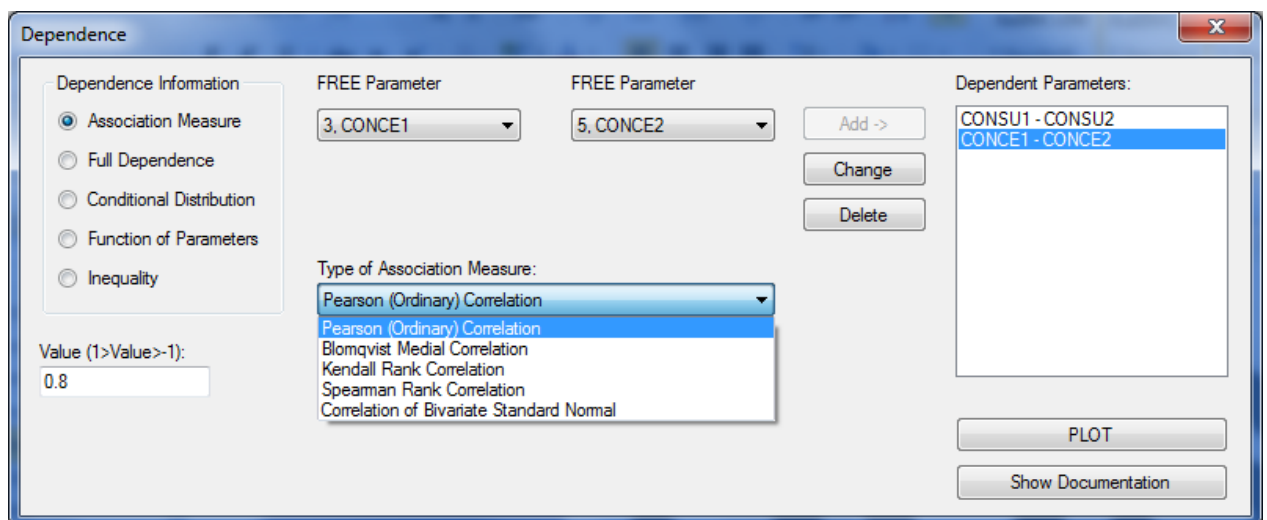 Dependence
X
Dependence Information
Association Measure
Full Dependence
Conditional Distribution
Function of Parameters
Inequality
Value (1>Value>-1):
0.8
FREE Parameter
3, CONCE1
FREE Parameter
5, CONCE2
Type of Association Measure:
Pearson (Ordinary) Correlation
Pearson (Ordinary) Correlation
Blomqvist Medial Correlation
Kendall Rank Correlation
Spearman Rank Correlation
Correlation of Bivariate Standard Normal
Add ->
Change
Delete
Dependent Parameters:
CONSU1 - CONSU2
CONCE1 - CONCE2
PLOT
Show Documentation